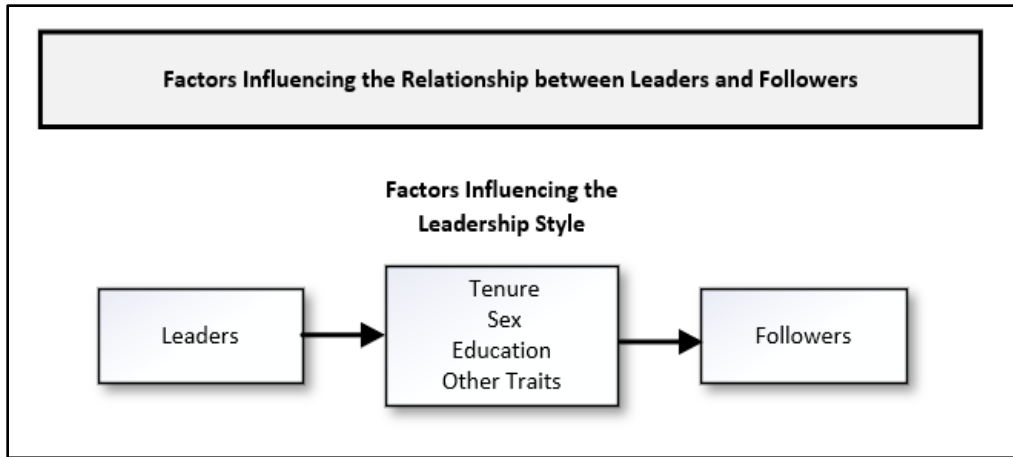 Factors Influencing the Relationship between Leaders and Followers
Factors Influencing the
Leadership Style
Leaders
Tenure
Sex
Education
Other Traits
Followers